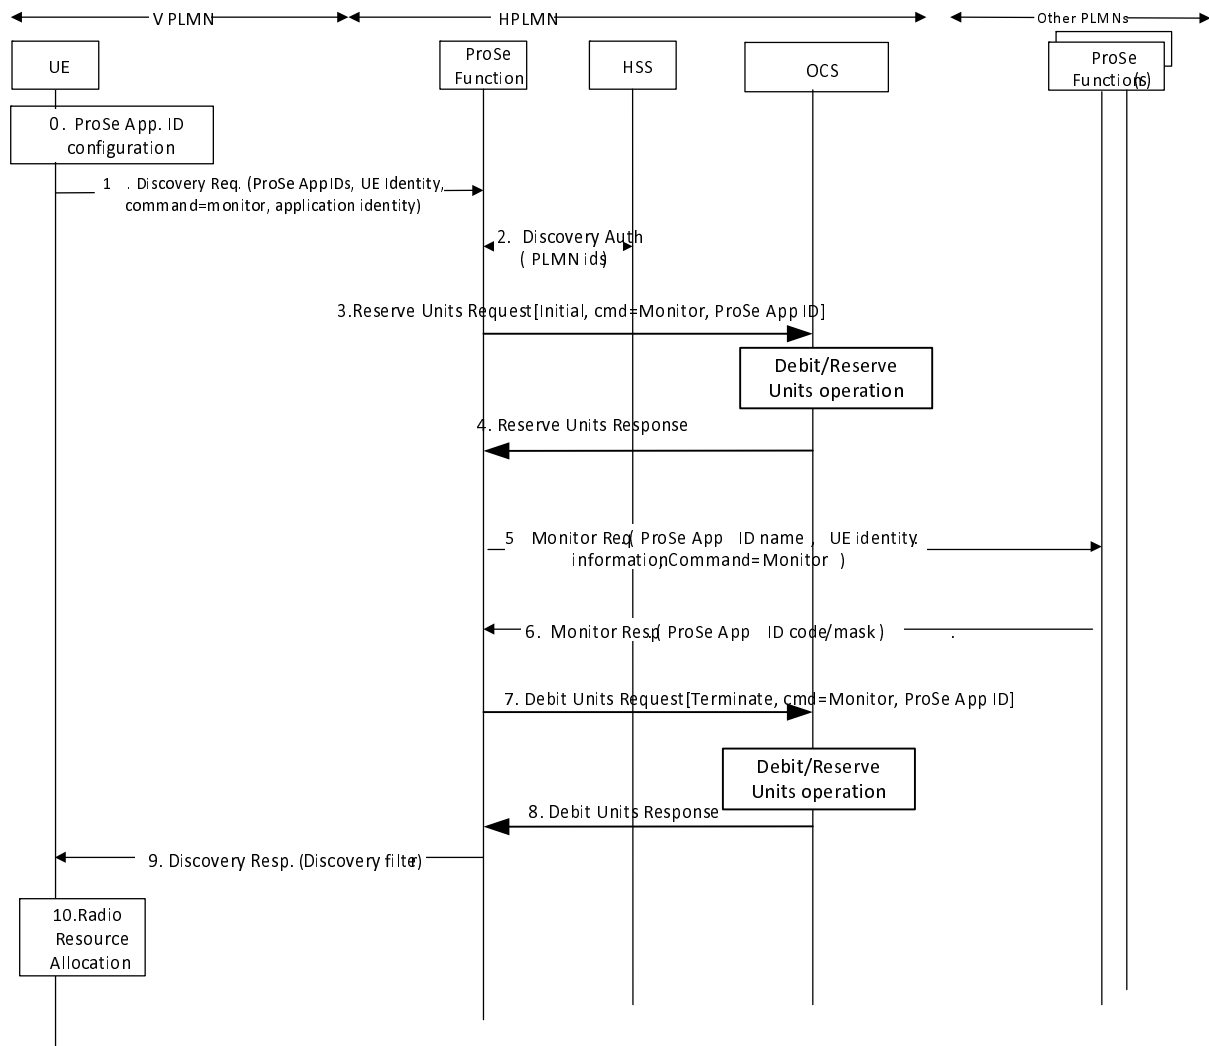 V PLMN
HPLMN
Other PLMNs
UE
ProSe
Function
HSS
OCS
ProSe
Function(s)
0. ProSe App. ID
configuration
1 . Discovery Req. (ProSe AppIDs, UE Identity,
command=monitor, application identity)
2. Discovery Auth
( PLMN ids)
3.Reserve Units Request[Initial, cmd=Monitor, ProSe App ID]
Debit/Reserve
Units operation
4. Reserve Units Response
5 Monitor Req.( ProSe App ID name , UE identity.
information,Command=Monitor )
6. Monitor Resp.( ProSe App ID code/mask) .
7. Debit Units Request[Terminate, cmd=Monitor, ProSe App ID]
Debit/Reserve
Units operation
8. Debit Units Response
9. Discovery Resp. (Discovery filter)
10.Radio
Resource
Allocation